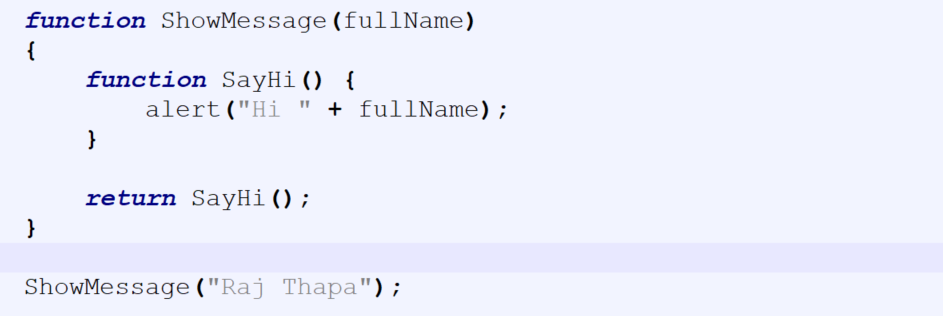 function ShowMessage(fullName)
{
    function SayHi() {
        alert("Hi " + fullName);
    }
    return SayHi();
}
ShowMessage("Raj Thapa");